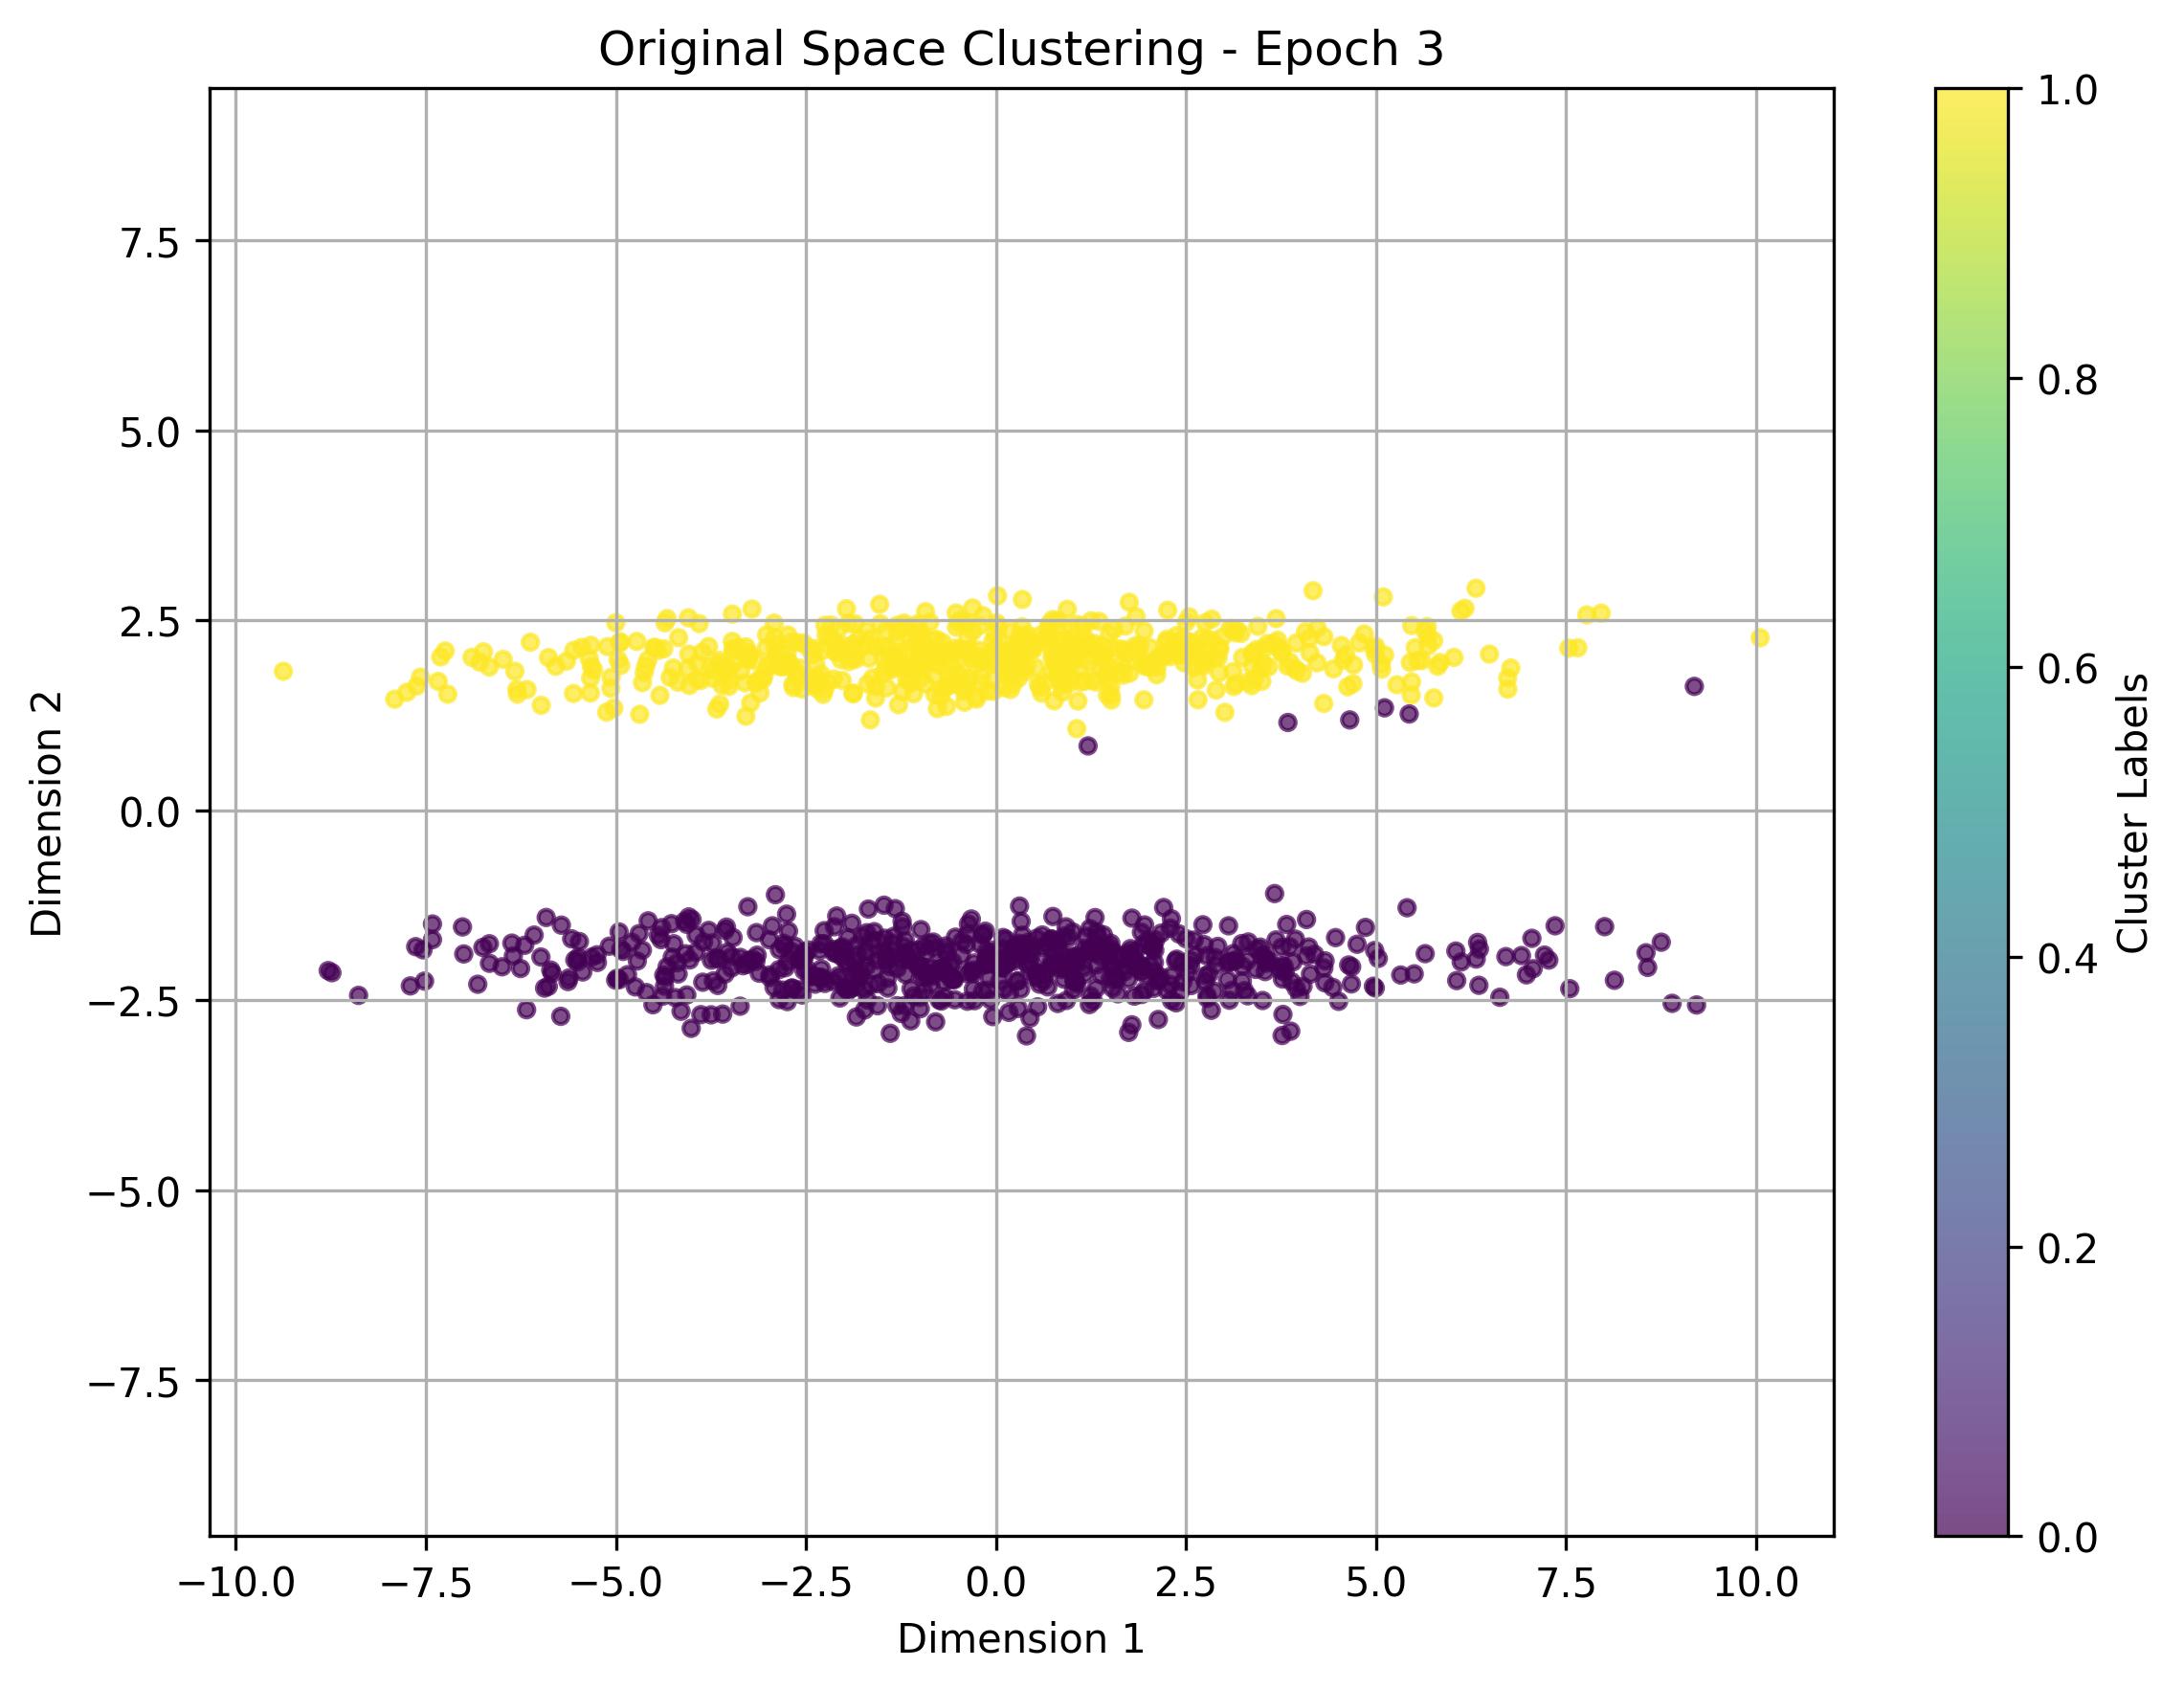 Original Space Clustering - Epoch 3
1.0
7.5
0.8
5.0
2.5
0.6
0.0
Dimension 2
Cluster Labels
0.4
−2.5
−5.0
0.2
−7.5
0.0
−10.0 −7.5 −5.0 −2.5 0.0 2.5 5.0 7.5 10.0
Dimension 1